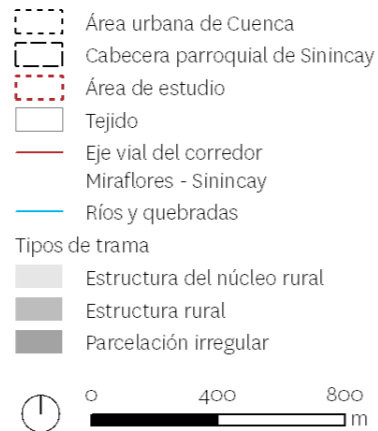 Área urbana de Cuenca
Cabecera parroquial de Sinincay
Área de estudio
Tejido
Eje vial del corredor
Miraflores - Sinincay
Ríos y quebradas
Tipos de trama
Estructura del núcleo rural
Estructura rural
Parcelación irregular
0 400 800
m